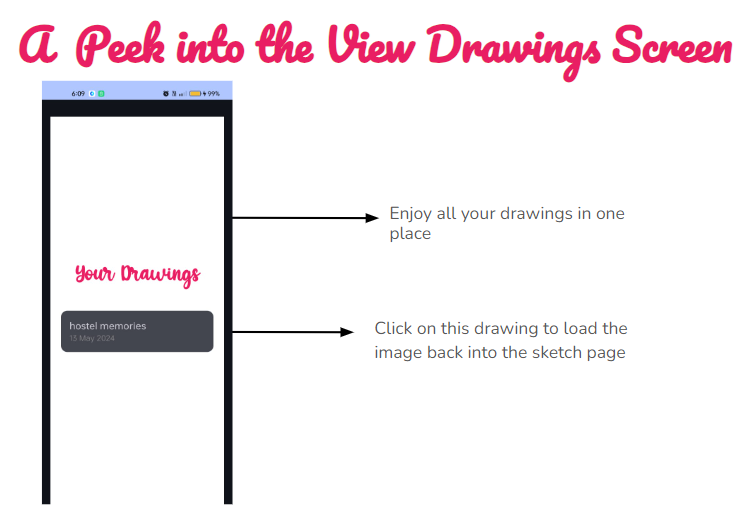 A Peek into the View Drawings Screen
6:09
99%
Enjoy all your drawings in one
place
Your Drawings
hostel memories
13 May 2024
Click on this drawing to load the
image back into the sketch page